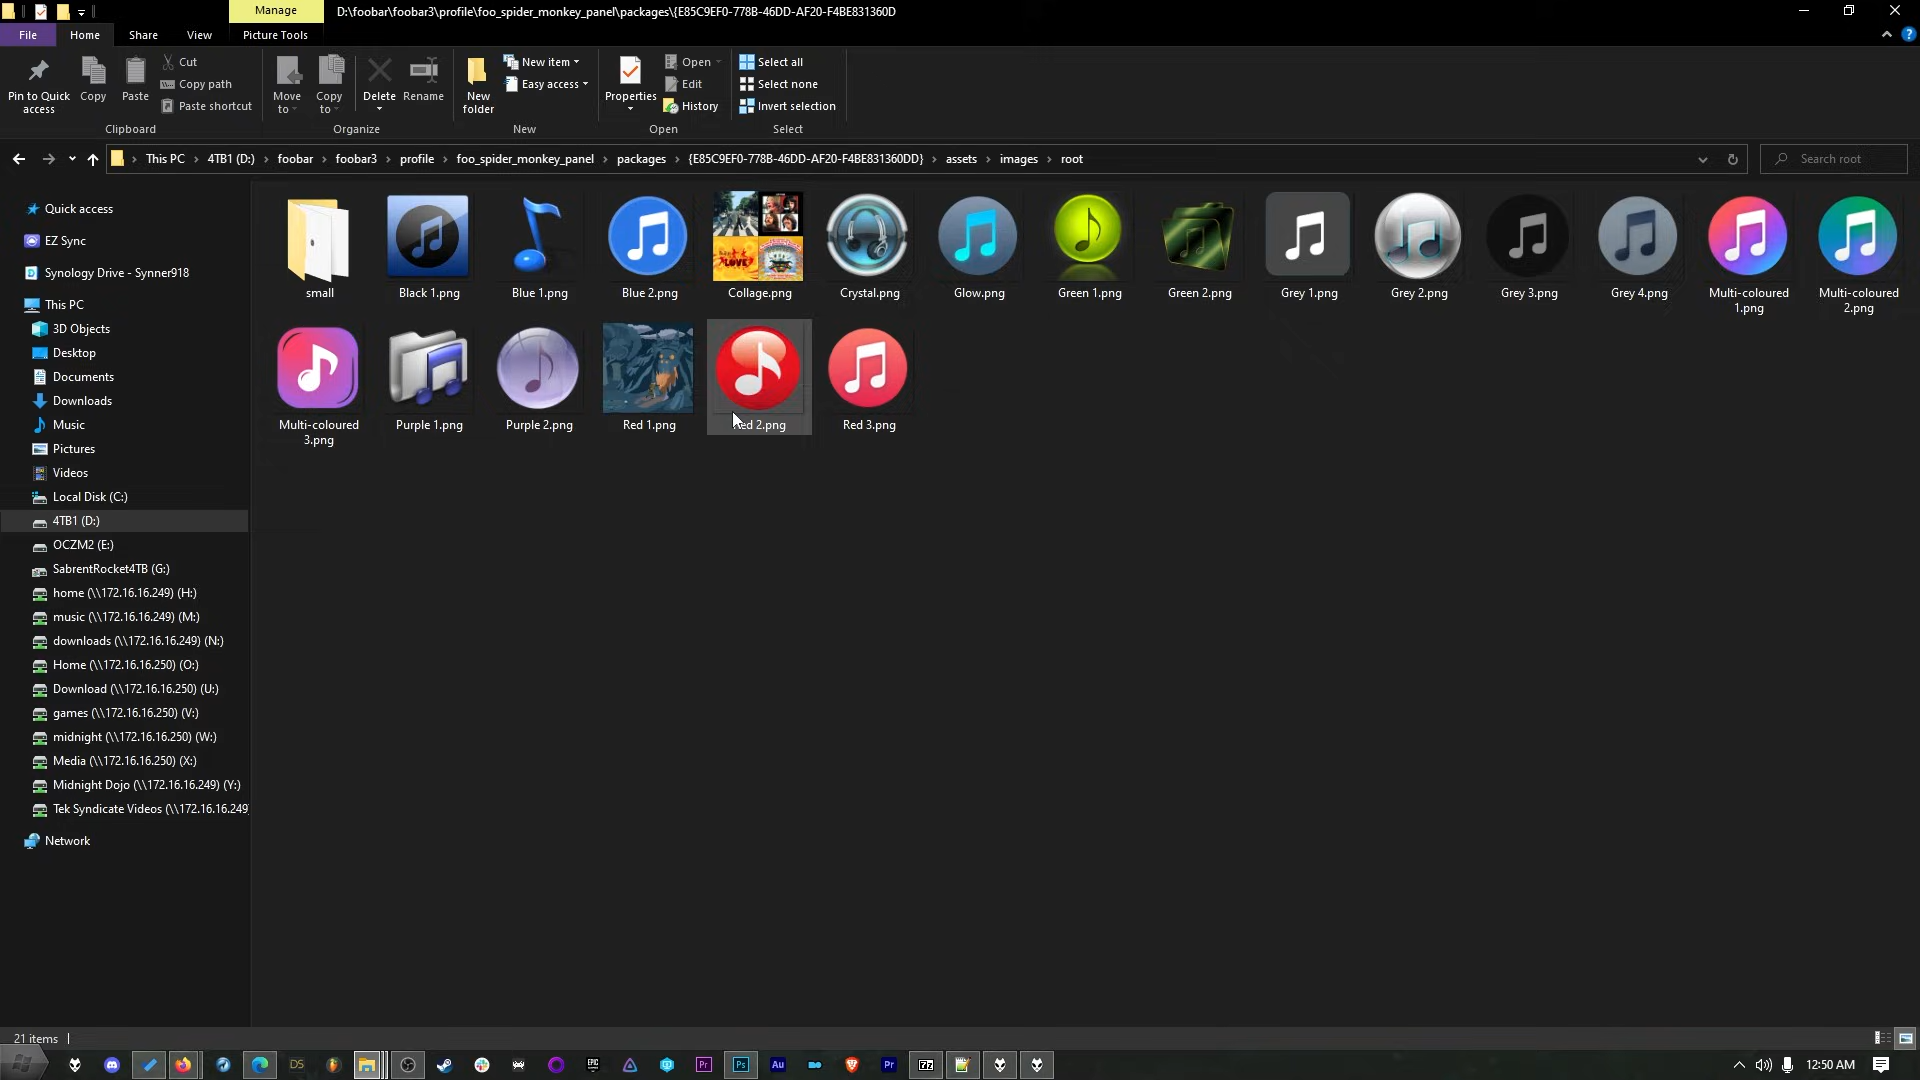 Manage
D:\foobar\foobar3\profile\foo_spider_monkey_panel\packages\{E85C9EF0-778B-46DD-AF20-F4BE831360D
File
Home
Share
View
Picture Tools
Pin to Quick
access
Copy
Paste
Cut
Copy path
Paste shortcut
Move
to
Copy
to
Delete
Rename
New
folder
New item
Easy access
Properties
Open
Edit
History
Select all
Select none
Invert selection
Clipboard
Organize
New
Open
Select
This PC
4TB1 (D:)
foobar
foobar3
profile
foo_spider_monkey_panel
packages
{E85C9EF0-778B-46DD-AF20-F4BE831360DD}
assets
images
root
Search root
Quick access
EZ Sync
Synology Drive - Synner918
This PC
3D Objects
Desktop
Documents
Downloads
Music
Pictures
Videos
Local Disk (C:)
4TB1 (D:)
OCZM2 (E:)
SabrentRocket4TB (G:)
home (\\172.16.16.249) (H:)
music (\\172.16.16.249) (M:)
downloads (\\172.16.16.249) (N:)
Home (\\172.16.16.250) (O:)
Download (\\172.16.16.250) (U:)
games (\\172.16.16.250) (V:)
midnight (\\172.16.16.250) (W:)
Media (\\172.16.16.250) (X:)
Midnight Dojo (\\172.16.16.249) (Y:)
Tek Syndicate Videos (\\172.16.16.249
Network
small
Black 1.png
Blue 1.png
Blue 2.png
Collage.png
Crystal.png
Glow.png
Green 1.png
Green 2.png
Grey 1.png
Grey 2.png
Grey 3.png
Grey 4.png
Multi-coloured
1.png
Multi-coloured
2.png
Multi-coloured
3.png
Purple 1.png
Purple 2.png
Red 1.png
Red 2.png
Red 3.png
21 items
DS
EPIC
Pr
Ps
Au
Pr
12:50 AM